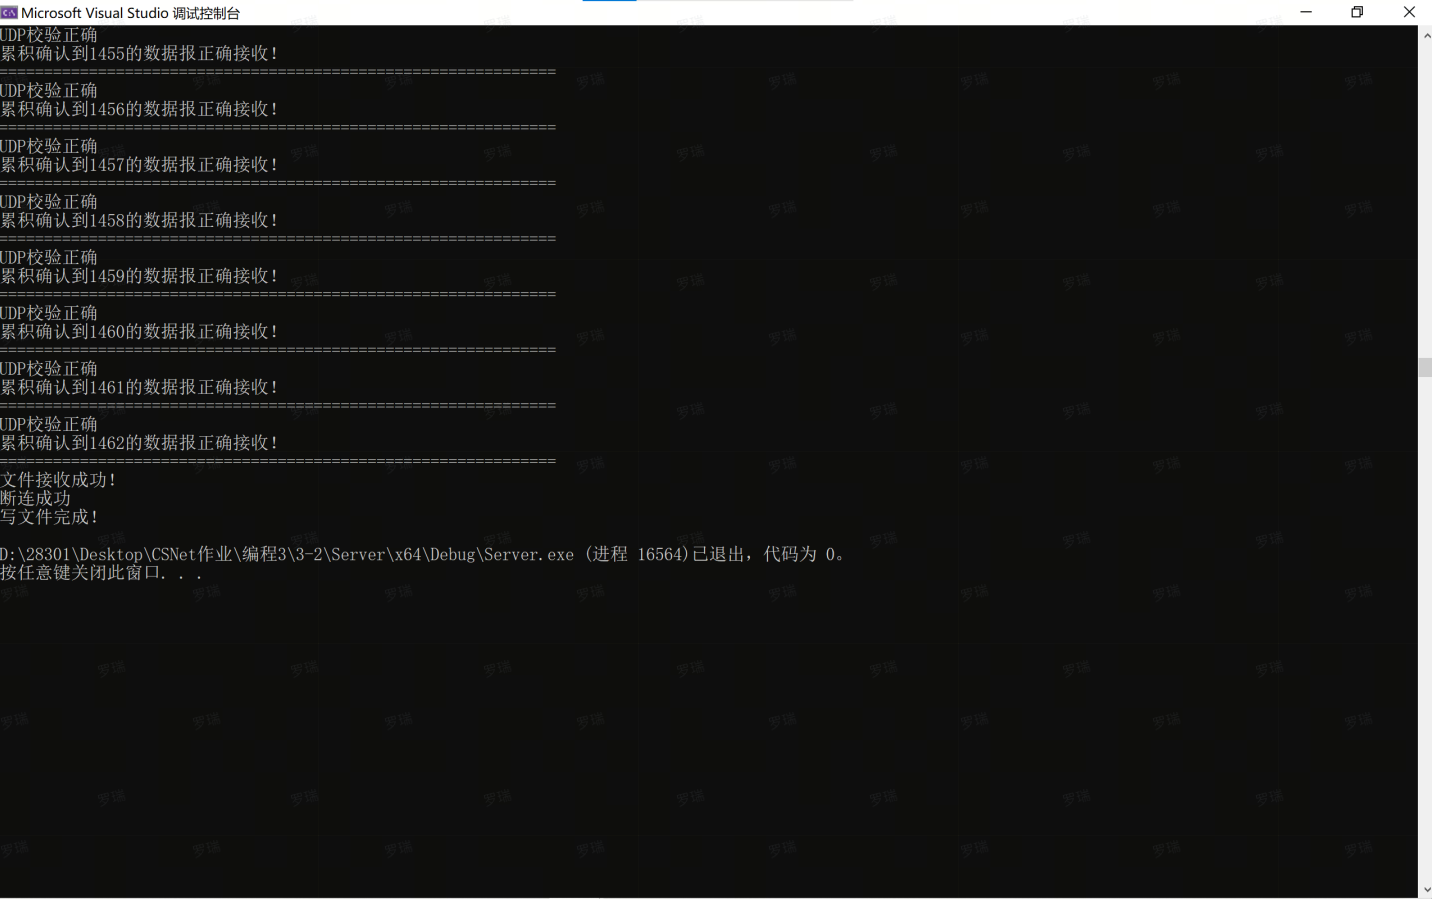 Microsoft Visual Studio 调试控制台
UDP校验正确
累积确认到1455的数据报正确接收!
==============================================================
UDP校验正确
累积确认到1456的数据报正确接收!
==============================================================
UDP校验正确
累积确认到1457的数据报正确接收!
==============================================================
UDP校验正确
累积确认到1458的数据报正确接收!
==============================================================
UDP校验正确
累积确认到1459的数据报正确接收!
==============================================================
UDP校验正确
累积确认到1460的数据报正确接收!
==============================================================
UDP校验正确
累积确认到1461的数据报正确接收!
==============================================================
UDP校验正确
累积确认到1462的数据报正确接收!
==============================================================
文件接收成功!
断连成功
写文件完成!
D:\28301\Desktop\CSNet作业\编程3\3-2\Server\x64\Debug\Server.exe (进程 16564)已退出，代码为 0。
按任意键关闭此窗口. . .
罗瑞